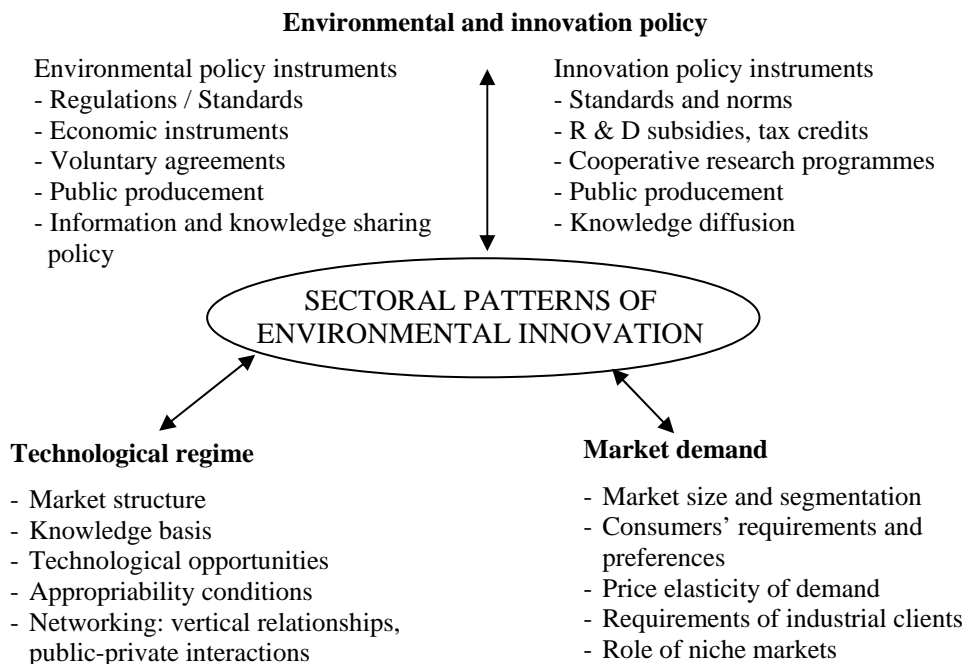 Environmental and innovation policy
Environmental policy instruments
- Regulations / Standards
- Economic instruments
- Voluntary agreements
- Public producement
- Information and knowledge sharing
policy
Innovation policy instruments
- Standards and norms
- R & D subsidies, tax credits
- Cooperative research programmes
- Public producement
- Knowledge diffusion
SECTORAL PATTERNS OF
ENVIRONMENTAL INNOVATION
Technological regime
- Market structure
- Knowledge basis
- Technological opportunities
- Appropriability conditions
- Networking: vertical relationships,
public-private interactions
Market demand
- Market size and segmentation
- Consumers’ requirements and
preferences
- Price elasticity of demand
- Requirements of industrial clients
- Role of niche markets